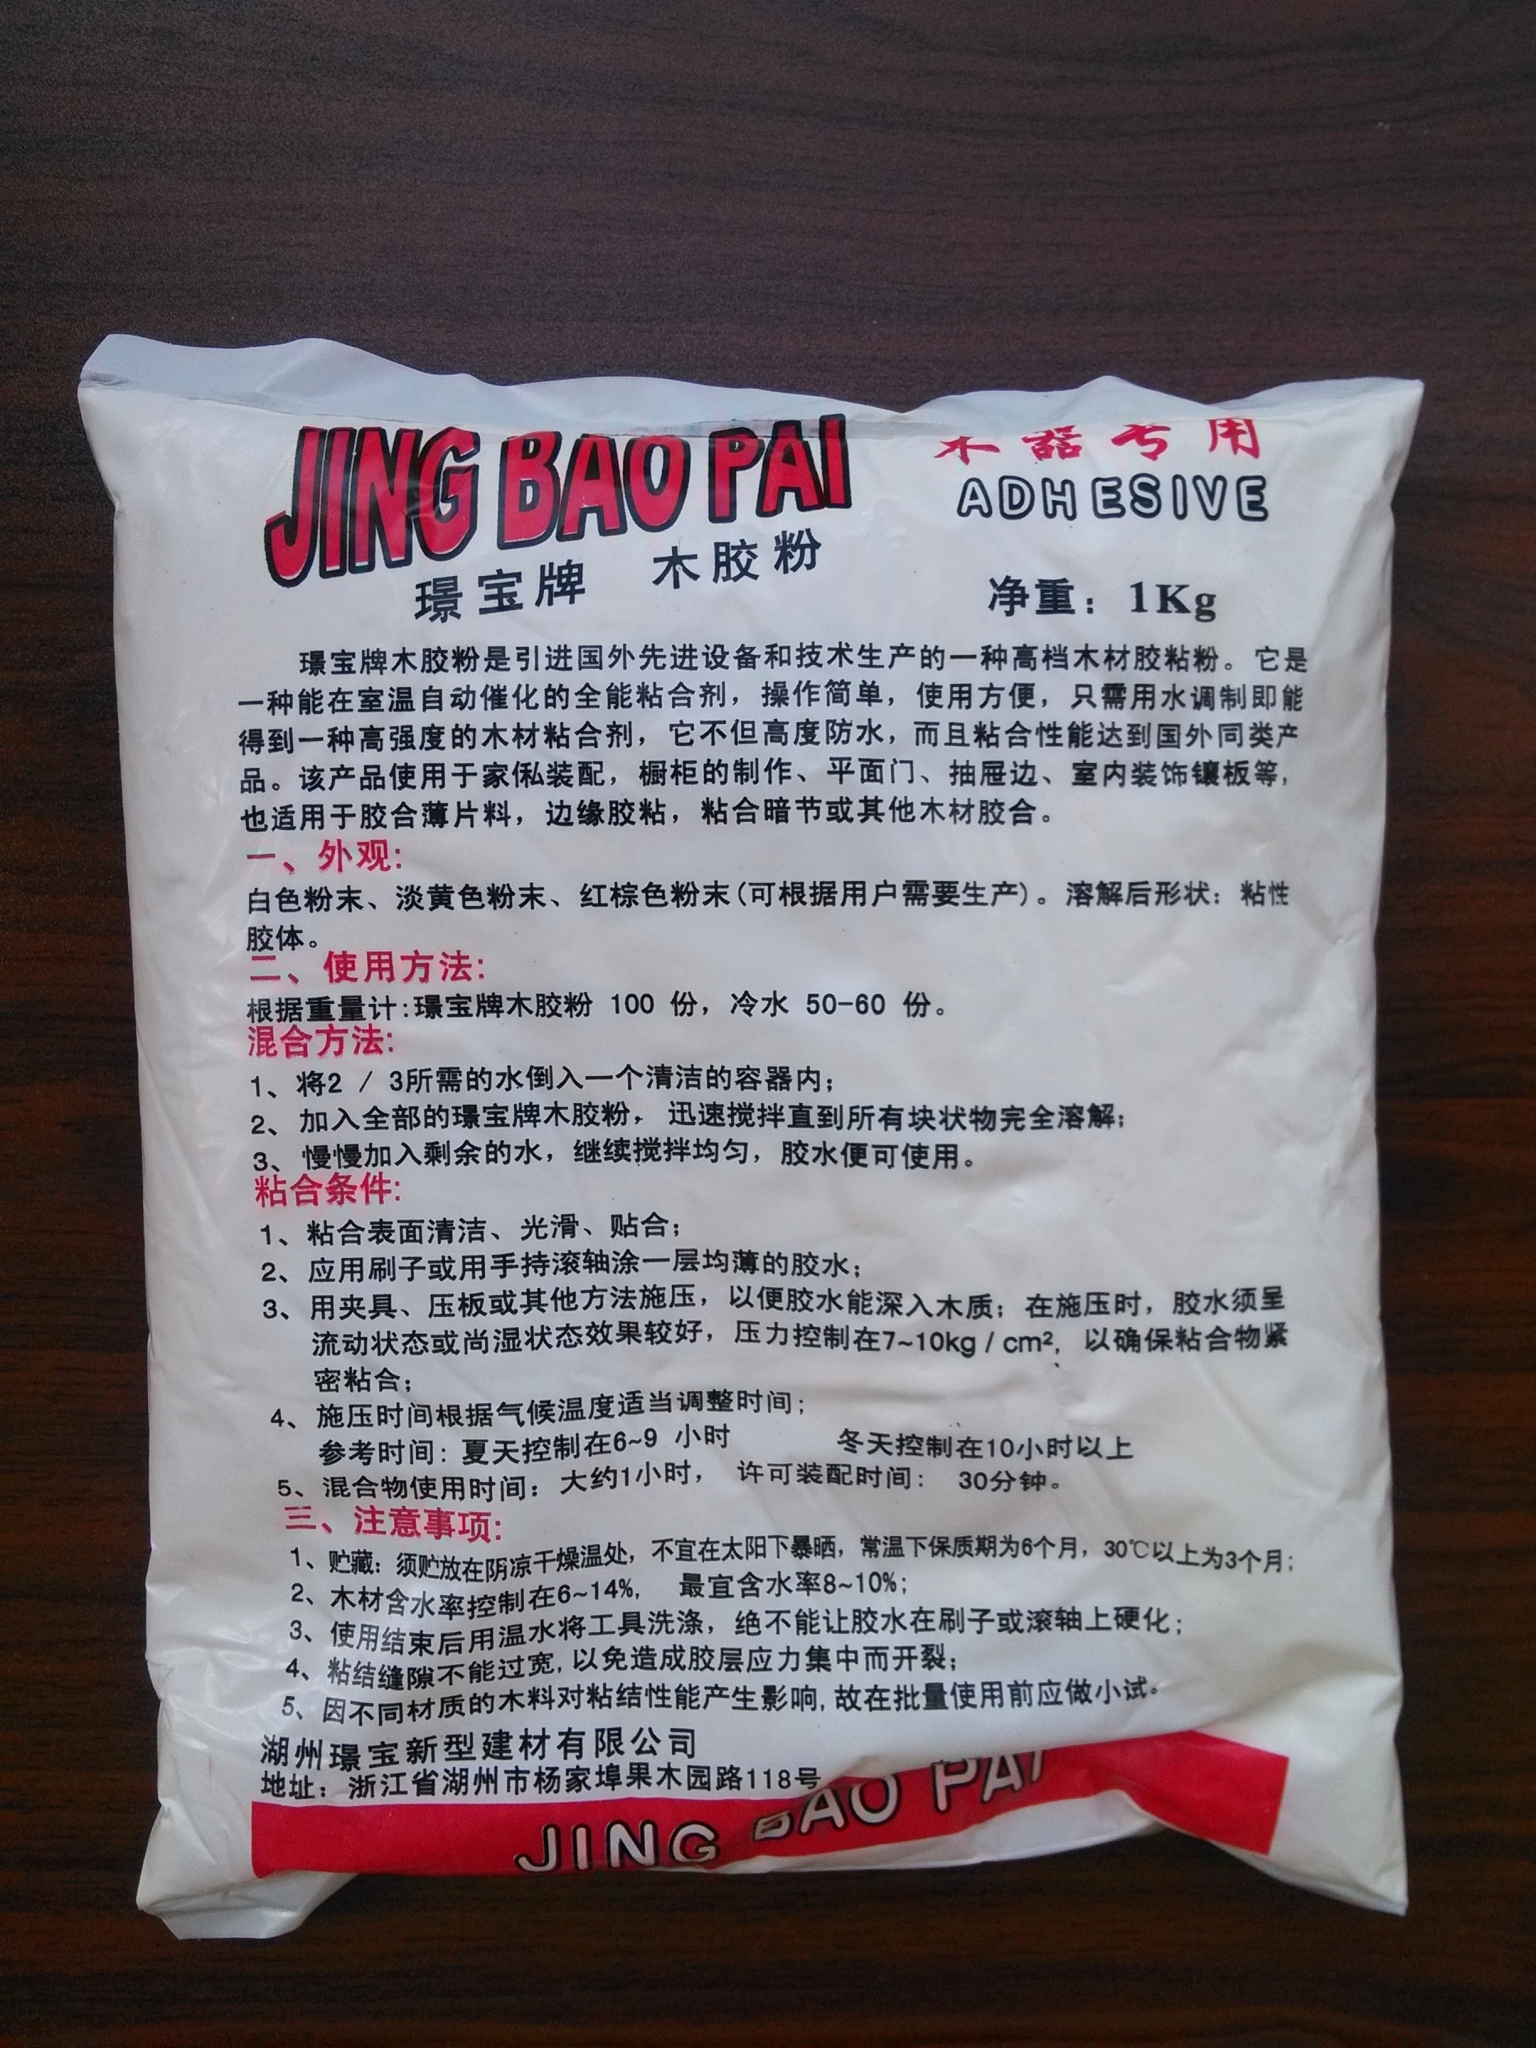 JING BAO PAI
木器专用
ADHESIVE
璟宝牌 木胶粉
净重：1Kg
璟宝牌木胶粉是引进国外先进设备和技术生产的一种高档木材胶粘粉。它是
一种能在室温自动催化的全能粘合剂，操作简单，使用方便，只需用水调制即能
得到一种高强度的木材粘合剂，它不但高度防水，而且粘合性能达到国外同类产
品。该产品使用于家俬装配，橱柜的制作、平面门、抽屉边、室内装饰镶板等，
也适用于胶合薄片料，边缘胶粘，粘合暗节或其他木材胶合。
一、外观:
白色粉末、淡黄色粉末、红棕色粉末(可根据用户需要生产)。溶解后形状：粘性
胶体。
二、使用方法:
根据重量计:璟宝牌木胶粉 100 份，冷水 50-60 份。
混合方法:
1、将2 / 3所需的水倒入一个清洁的容器内；
2、加入全部的璟宝牌木胶粉，迅速搅拌直到所有块状物完全溶解；
3、慢慢加入剩余的水，继续搅拌均匀，胶水便可使用。
粘合条件:
1、粘合表面清洁、光滑、贴合；
2、应用刷子或用手持滚轴涂一层均薄的胶水；
3、用夹具、压板或其他方法施压，以便胶水能深入木质；在施压时，胶水须呈
流动状态或尚湿状态效果较好，压力控制在7~10kg / cm²，以确保粘合物紧
密粘合；
4、施压时间根据气候温度适当调整时间；
参考时间：夏天控制在6~9 小时 冬天控制在10小时以上
5、混合物使用时间：大约1小时， 许可装配时间： 30分钟。
三、注意事项:
1、贮藏：须贮放在阴凉干燥温处，不宜在太阳下暴晒，常温下保质期为6个月，30℃以上为3个月；
2、木材含水率控制在6~14%， 最宜含水率8~10%；
3、使用结束后用温水将工具洗涤，绝不能让胶水在刷子或滚轴上硬化；
4、粘结缝隙不能过宽,以免造成胶层应力集中而开裂；
5、因不同材质的木料对粘结性能产生影响,故在批量使用前应做小试。
湖州璟宝新型建材有限公司
地址：浙江省湖州市杨家埠果木园路118号
JING BAO PAI